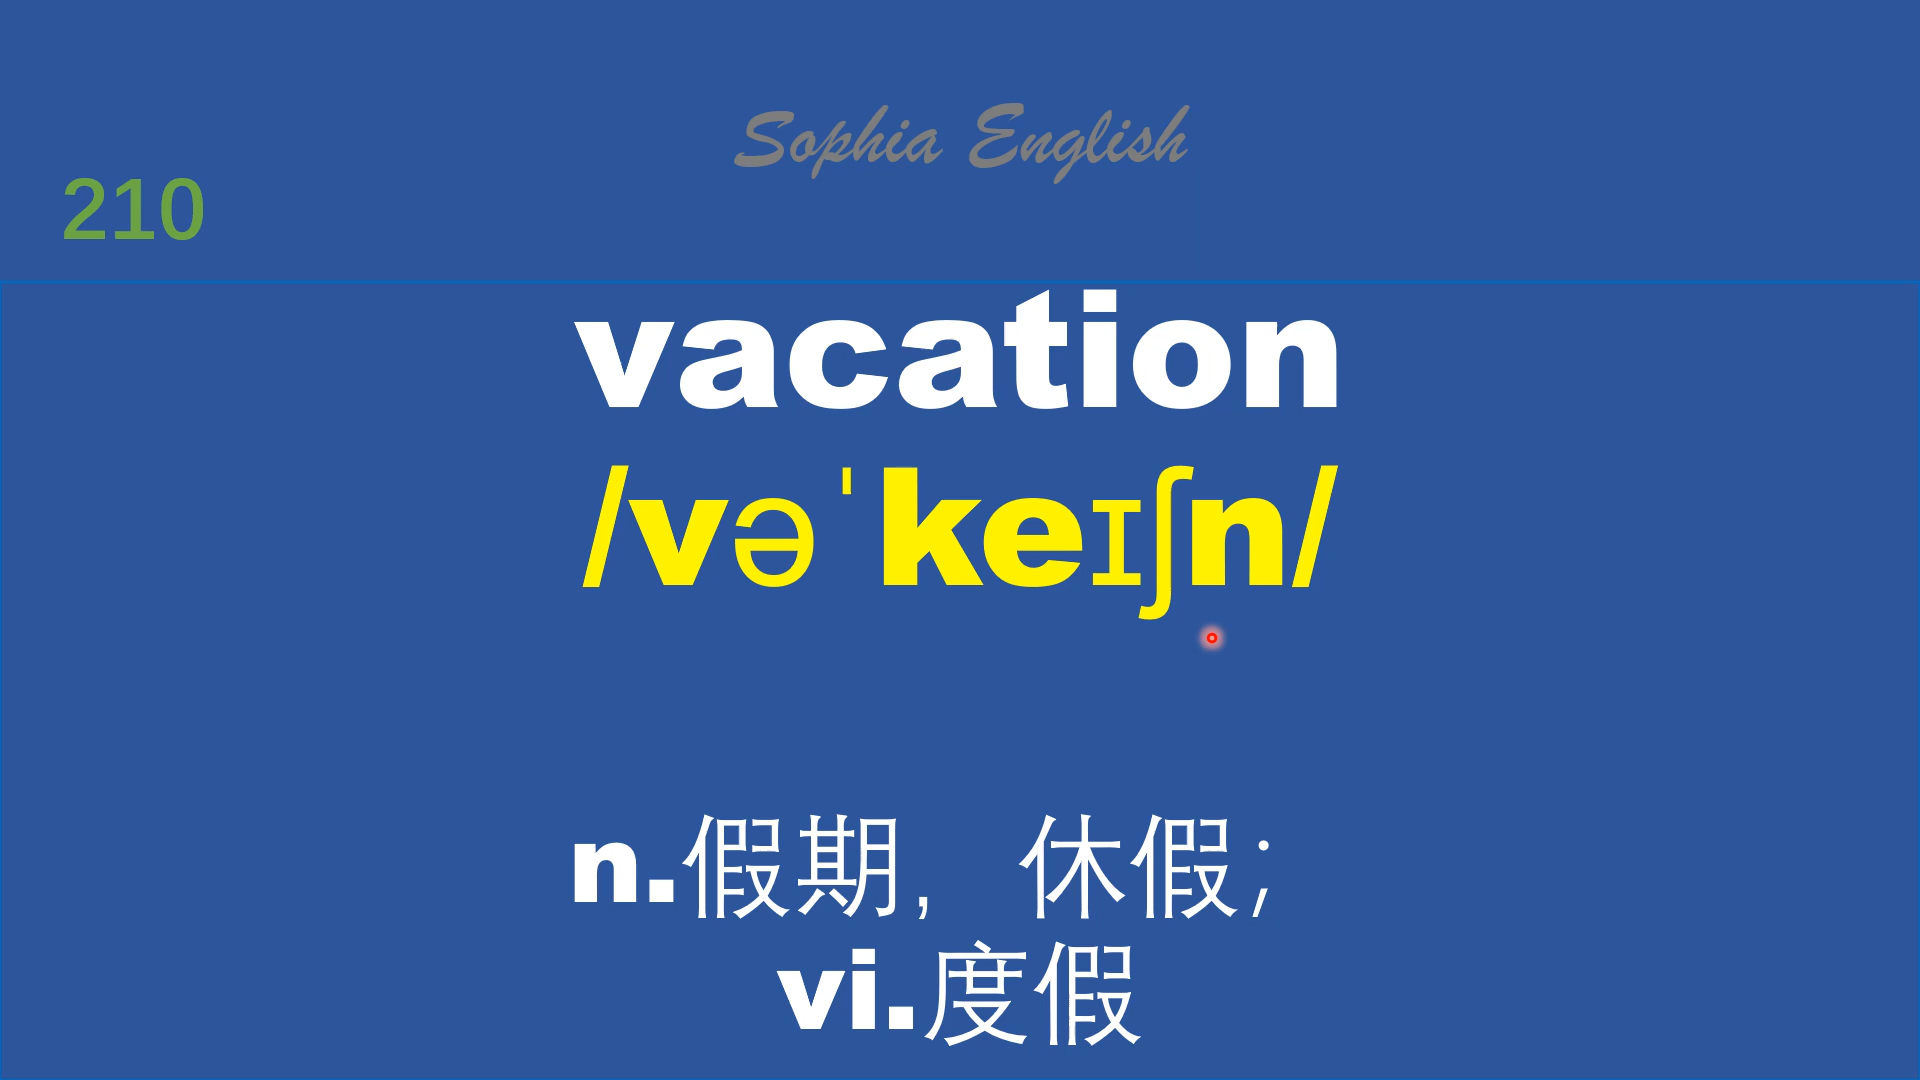 Sophia English
210
vacation
/vəˈkeɪʃn/
n.假期，休假;
vi.度假